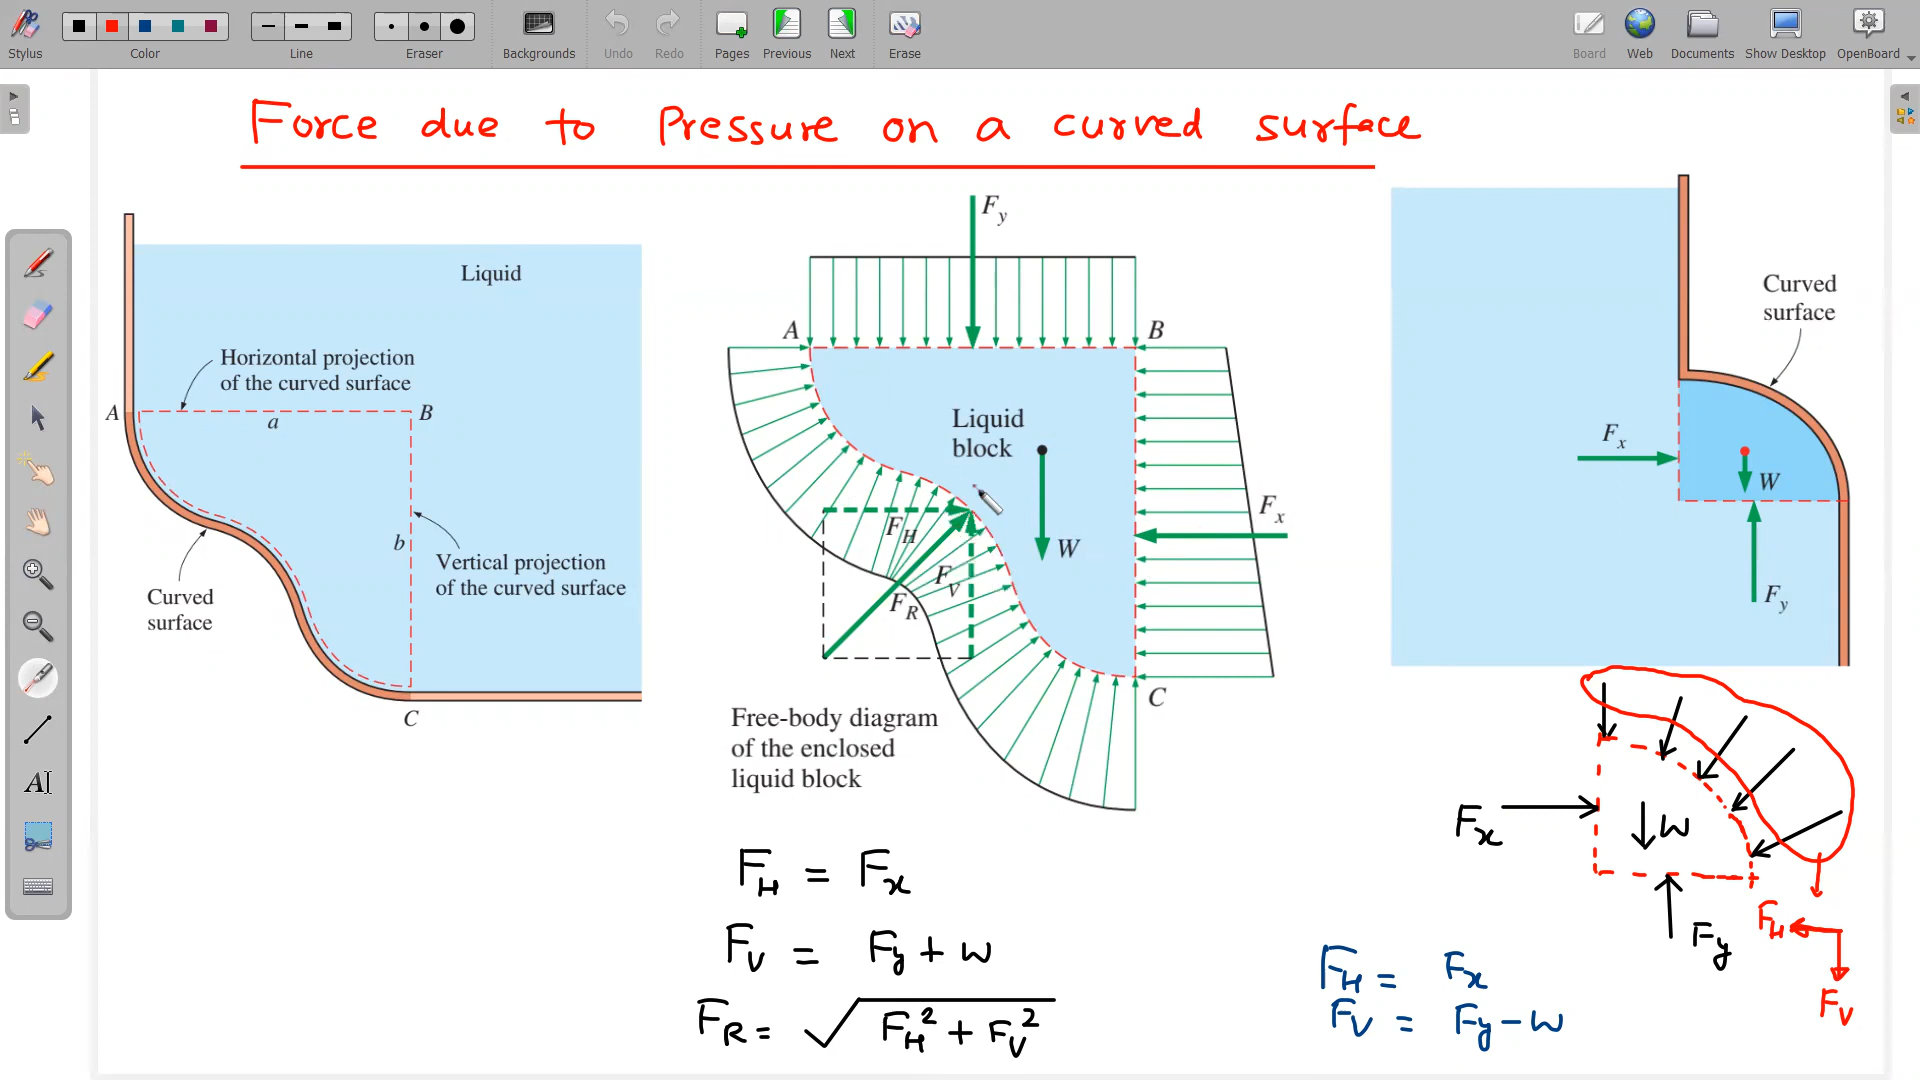 Stylus
Color
Line
Eraser
Backgrounds
Undo
Redo
Pages
Previous
Next
Erase
Board
Web
Documents
Show Desktop
OpenBoard
Force due to Pressure on a curved surface
Liquid
Horizontal projection
of the curved surface
A
a
B
b
Vertical projection
of the curved surface
Curved
surface
C
Fy
A
B
Liquid
block
W
Fx
FH
FV
FR
C
Free-body diagram
of the enclosed
liquid block
Curved
surface
Fx
W
Fy
Fx
W
Fy
FH
FV
FH = Fx
FV = Fy + W
FR = √FH² + FV²
FH = Fx
FV = Fy - W